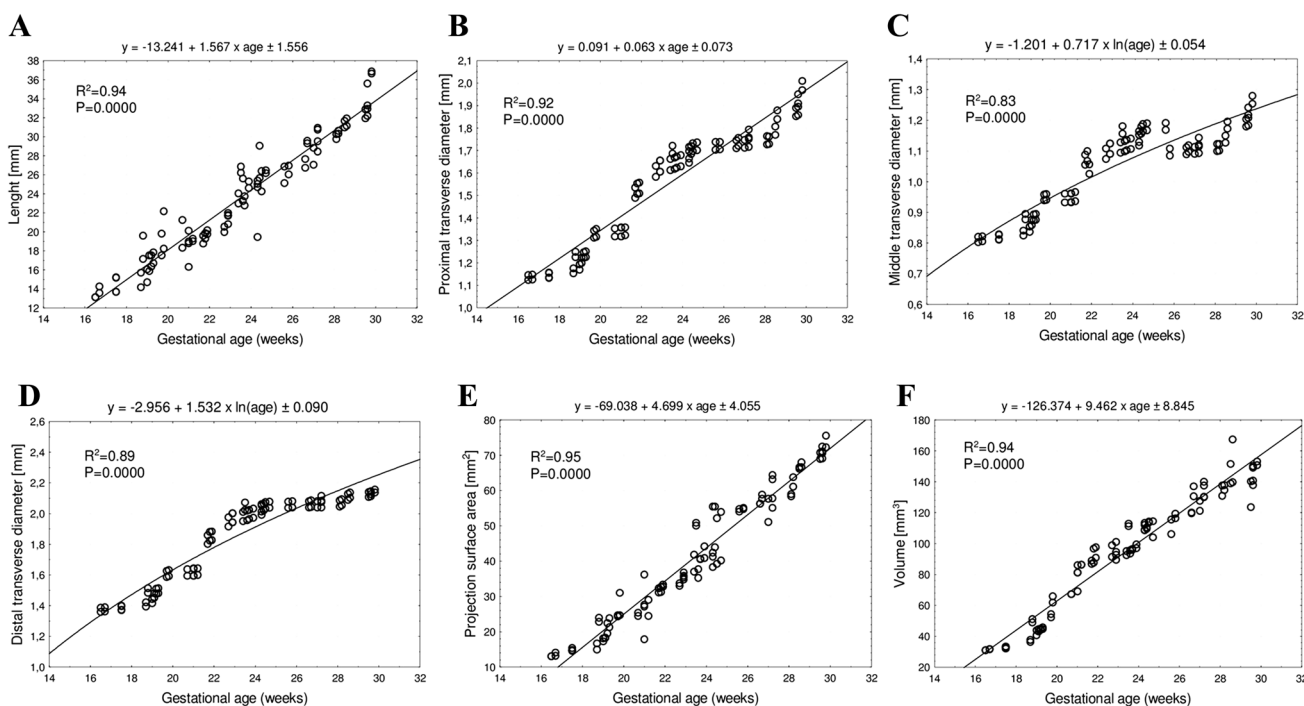 A
y = -13.241 + 1.567 x age ± 1.556
R²=0.94
P=0.0000
Lenght [mm]
38
36
34
32
30
28
26
24
22
20
18
16
14
12
14 16 18 20 22 24 26 28 30 32
Gestational age (weeks)
B
y = 0.091 + 0.063 x age ± 0.073
R²=0.92
P=0.0000
Proximal transverse diameter [mm]
2,1
2,0
1,9
1,8
1,7
1,6
1,5
1,4
1,3
1,2
1,1
1,0
14 16 18 20 22 24 26 28 30 32
Gestational age (weeks)
C
y = -1.201 + 0.717 x ln(age) ± 0.054
R²=0.83
P=0.0000
Middle transverse diameter [mm]
1,4
1,3
1,2
1,1
1,0
0,9
0,8
0,7
0,6
14 16 18 20 22 24 26 28 30 32
Gestational age (weeks)
D
y = -2.956 + 1.532 x ln(age) ± 0.090
R²=0.89
P=0.0000
Distal transverse diameter [mm]
2,6
2,4
2,2
2,0
1,8
1,6
1,4
1,2
1,0
14 16 18 20 22 24 26 28 30 32
Gestational age (weeks)
E
y = -69.038 + 4.699 x age ± 4.055
R²=0.95
P=0.0000
Projection surface area [mm²]
80
70
60
50
40
30
20
10
14 16 18 20 22 24 26 28 30 32
Gestational age (weeks)
F
y = -126.374 + 9.462 x age ± 8.845
R²=0.94
P=0.0000
Volume [mm³]
180
160
140
120
100
80
60
40
20
14 16 18 20 22 24 26 28 30 32
Gestational age (weeks)